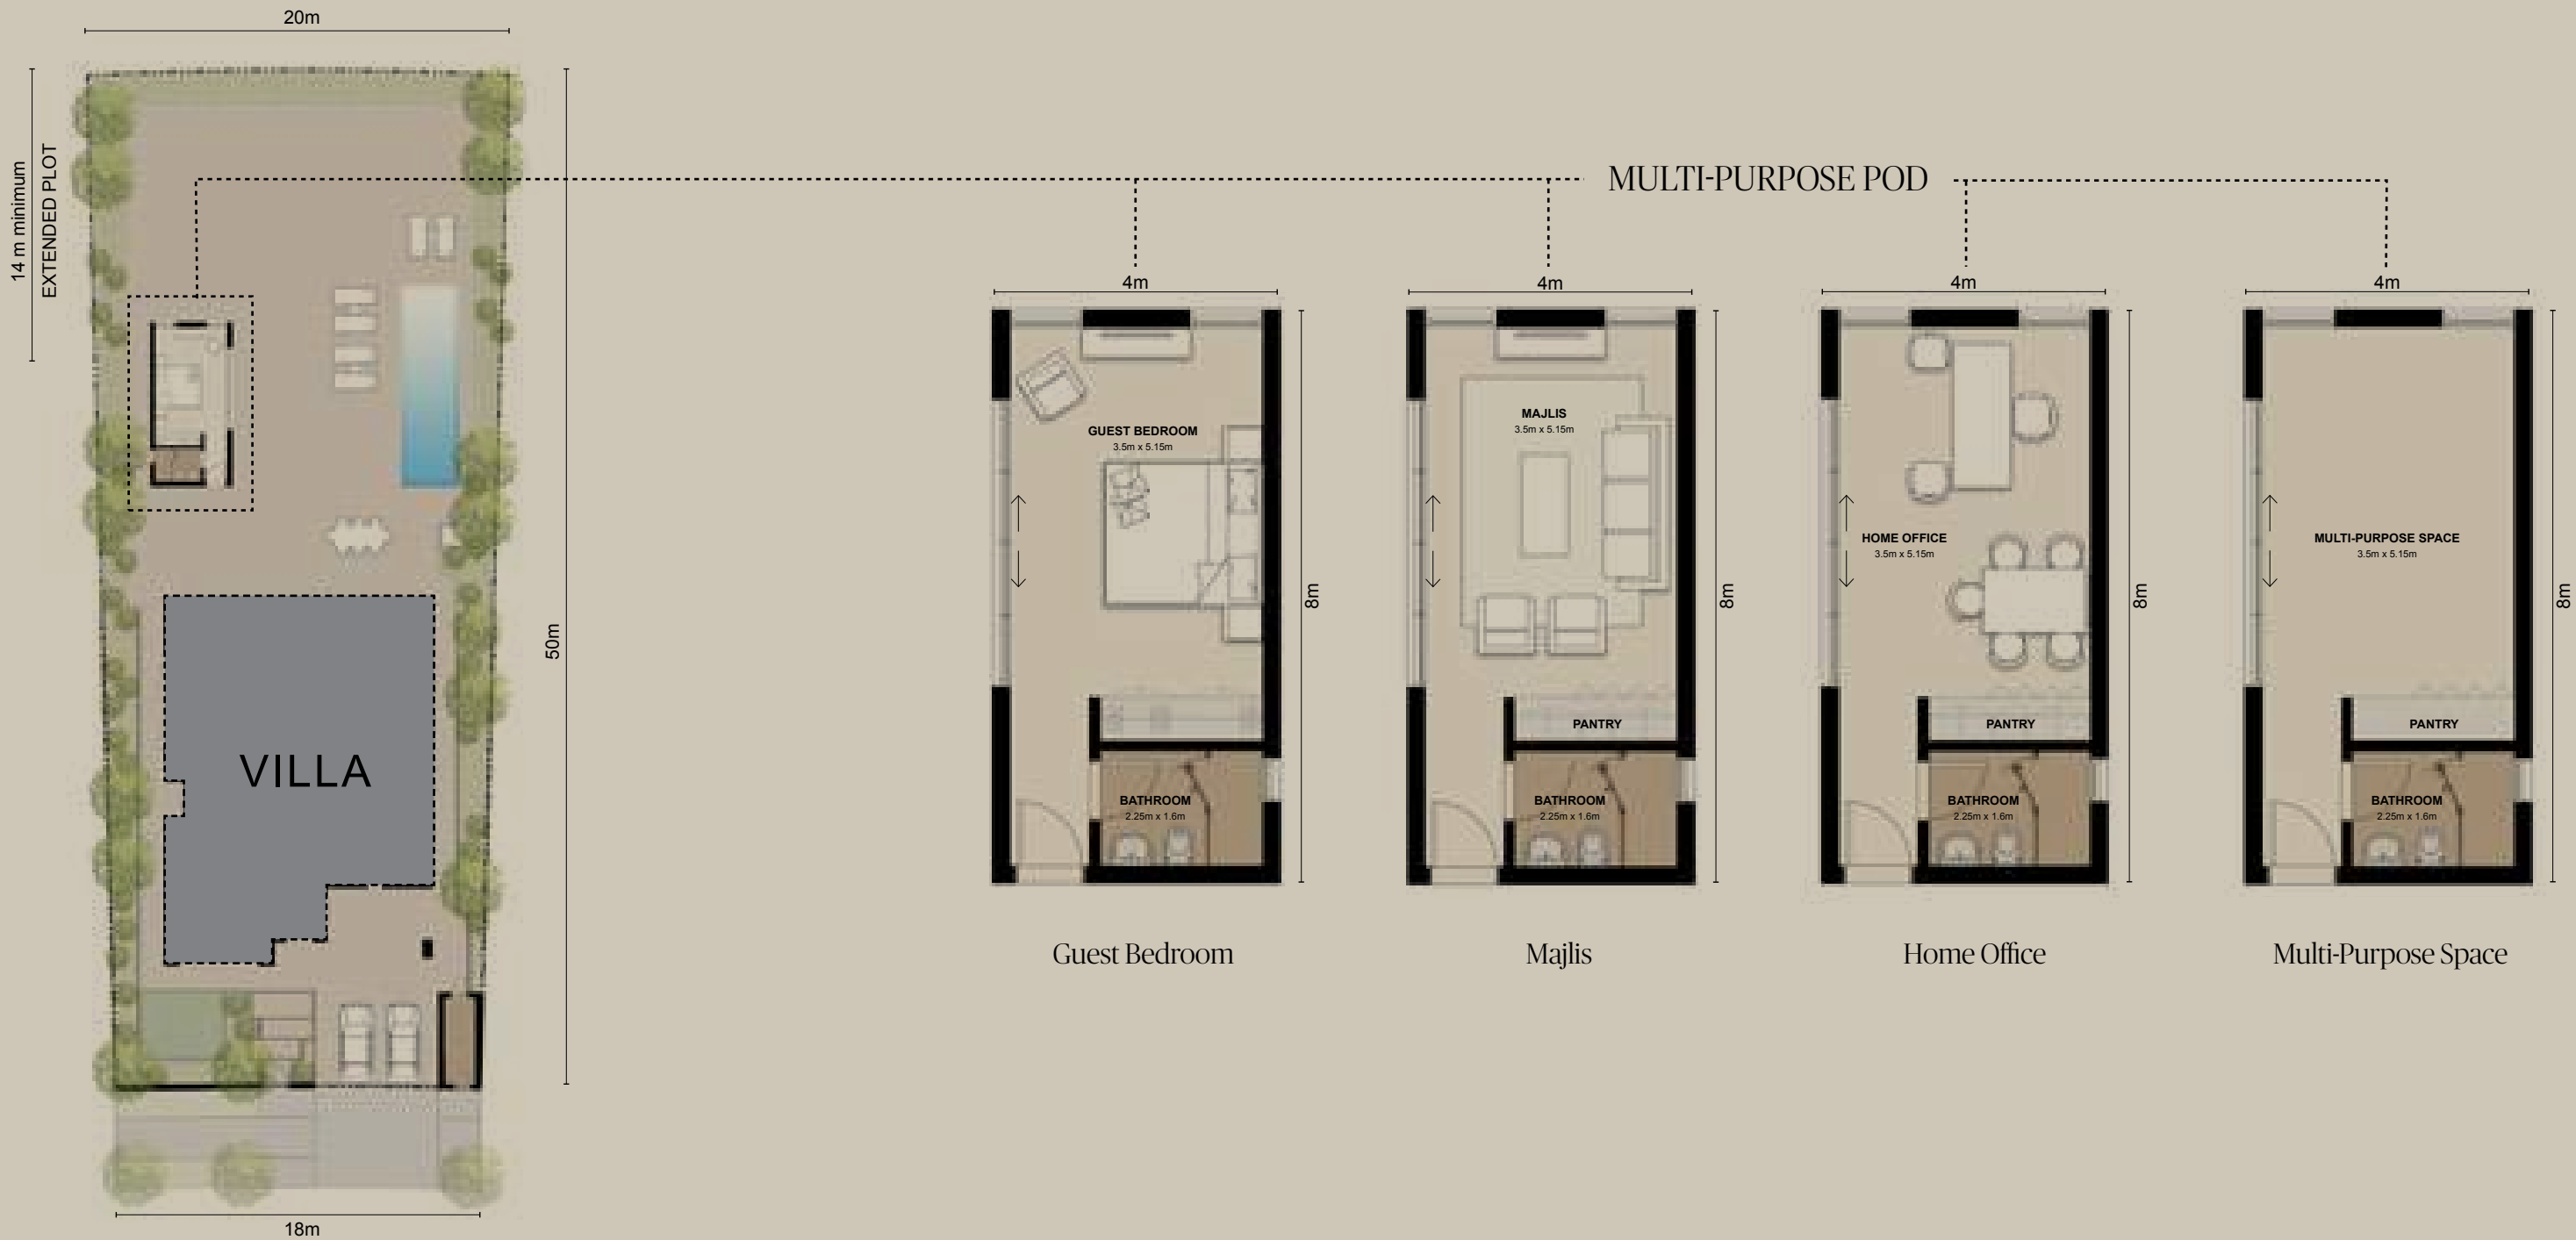 20m
14 m minimum
EXTENDED PLOT
50m
VILLA
18m
MULTI-PURPOSE POD
4m
GUEST BEDROOM
3.5m x 5.15m
8m
BATHROOM
2.25m x 1.6m
Guest Bedroom
4m
MAJLIS
3.5m x 5.15m
8m
PANTRY
BATHROOM
2.25m x 1.6m
Majlis
4m
HOME OFFICE
3.5m x 5.15m
8m
PANTRY
BATHROOM
2.25m x 1.6m
Home Office
4m
MULTI-PURPOSE SPACE
3.5m x 5.15m
8m
PANTRY
BATHROOM
2.25m x 1.6m
Multi-Purpose Space